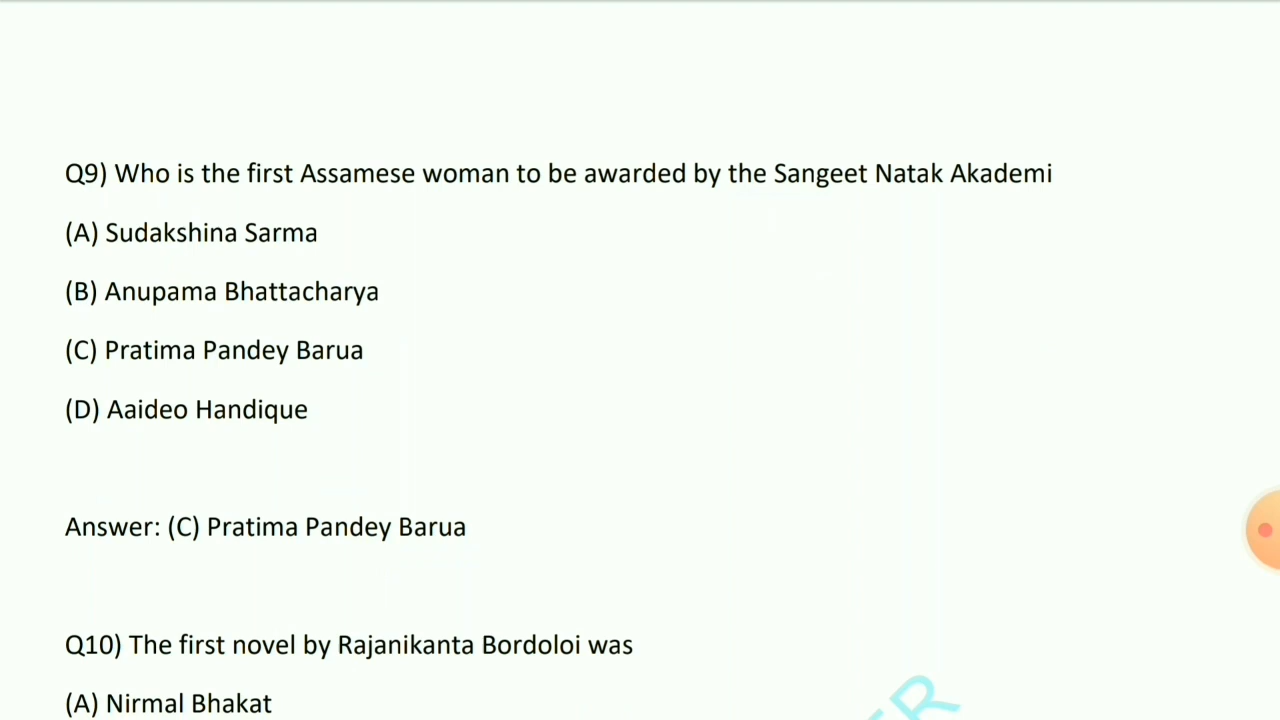 Q9) Who is the first Assamese woman to be awarded by the Sangeet Natak Akademi
(A) Sudakshina Sarma
(B) Anupama Bhattacharya
(C) Pratima Pandey Barua
(D) Aaideo Handique
Answer: (C) Pratima Pandey Barua
Q10) The first novel by Rajanikanta Bordoloi was
(A) Nirmal Bhakat